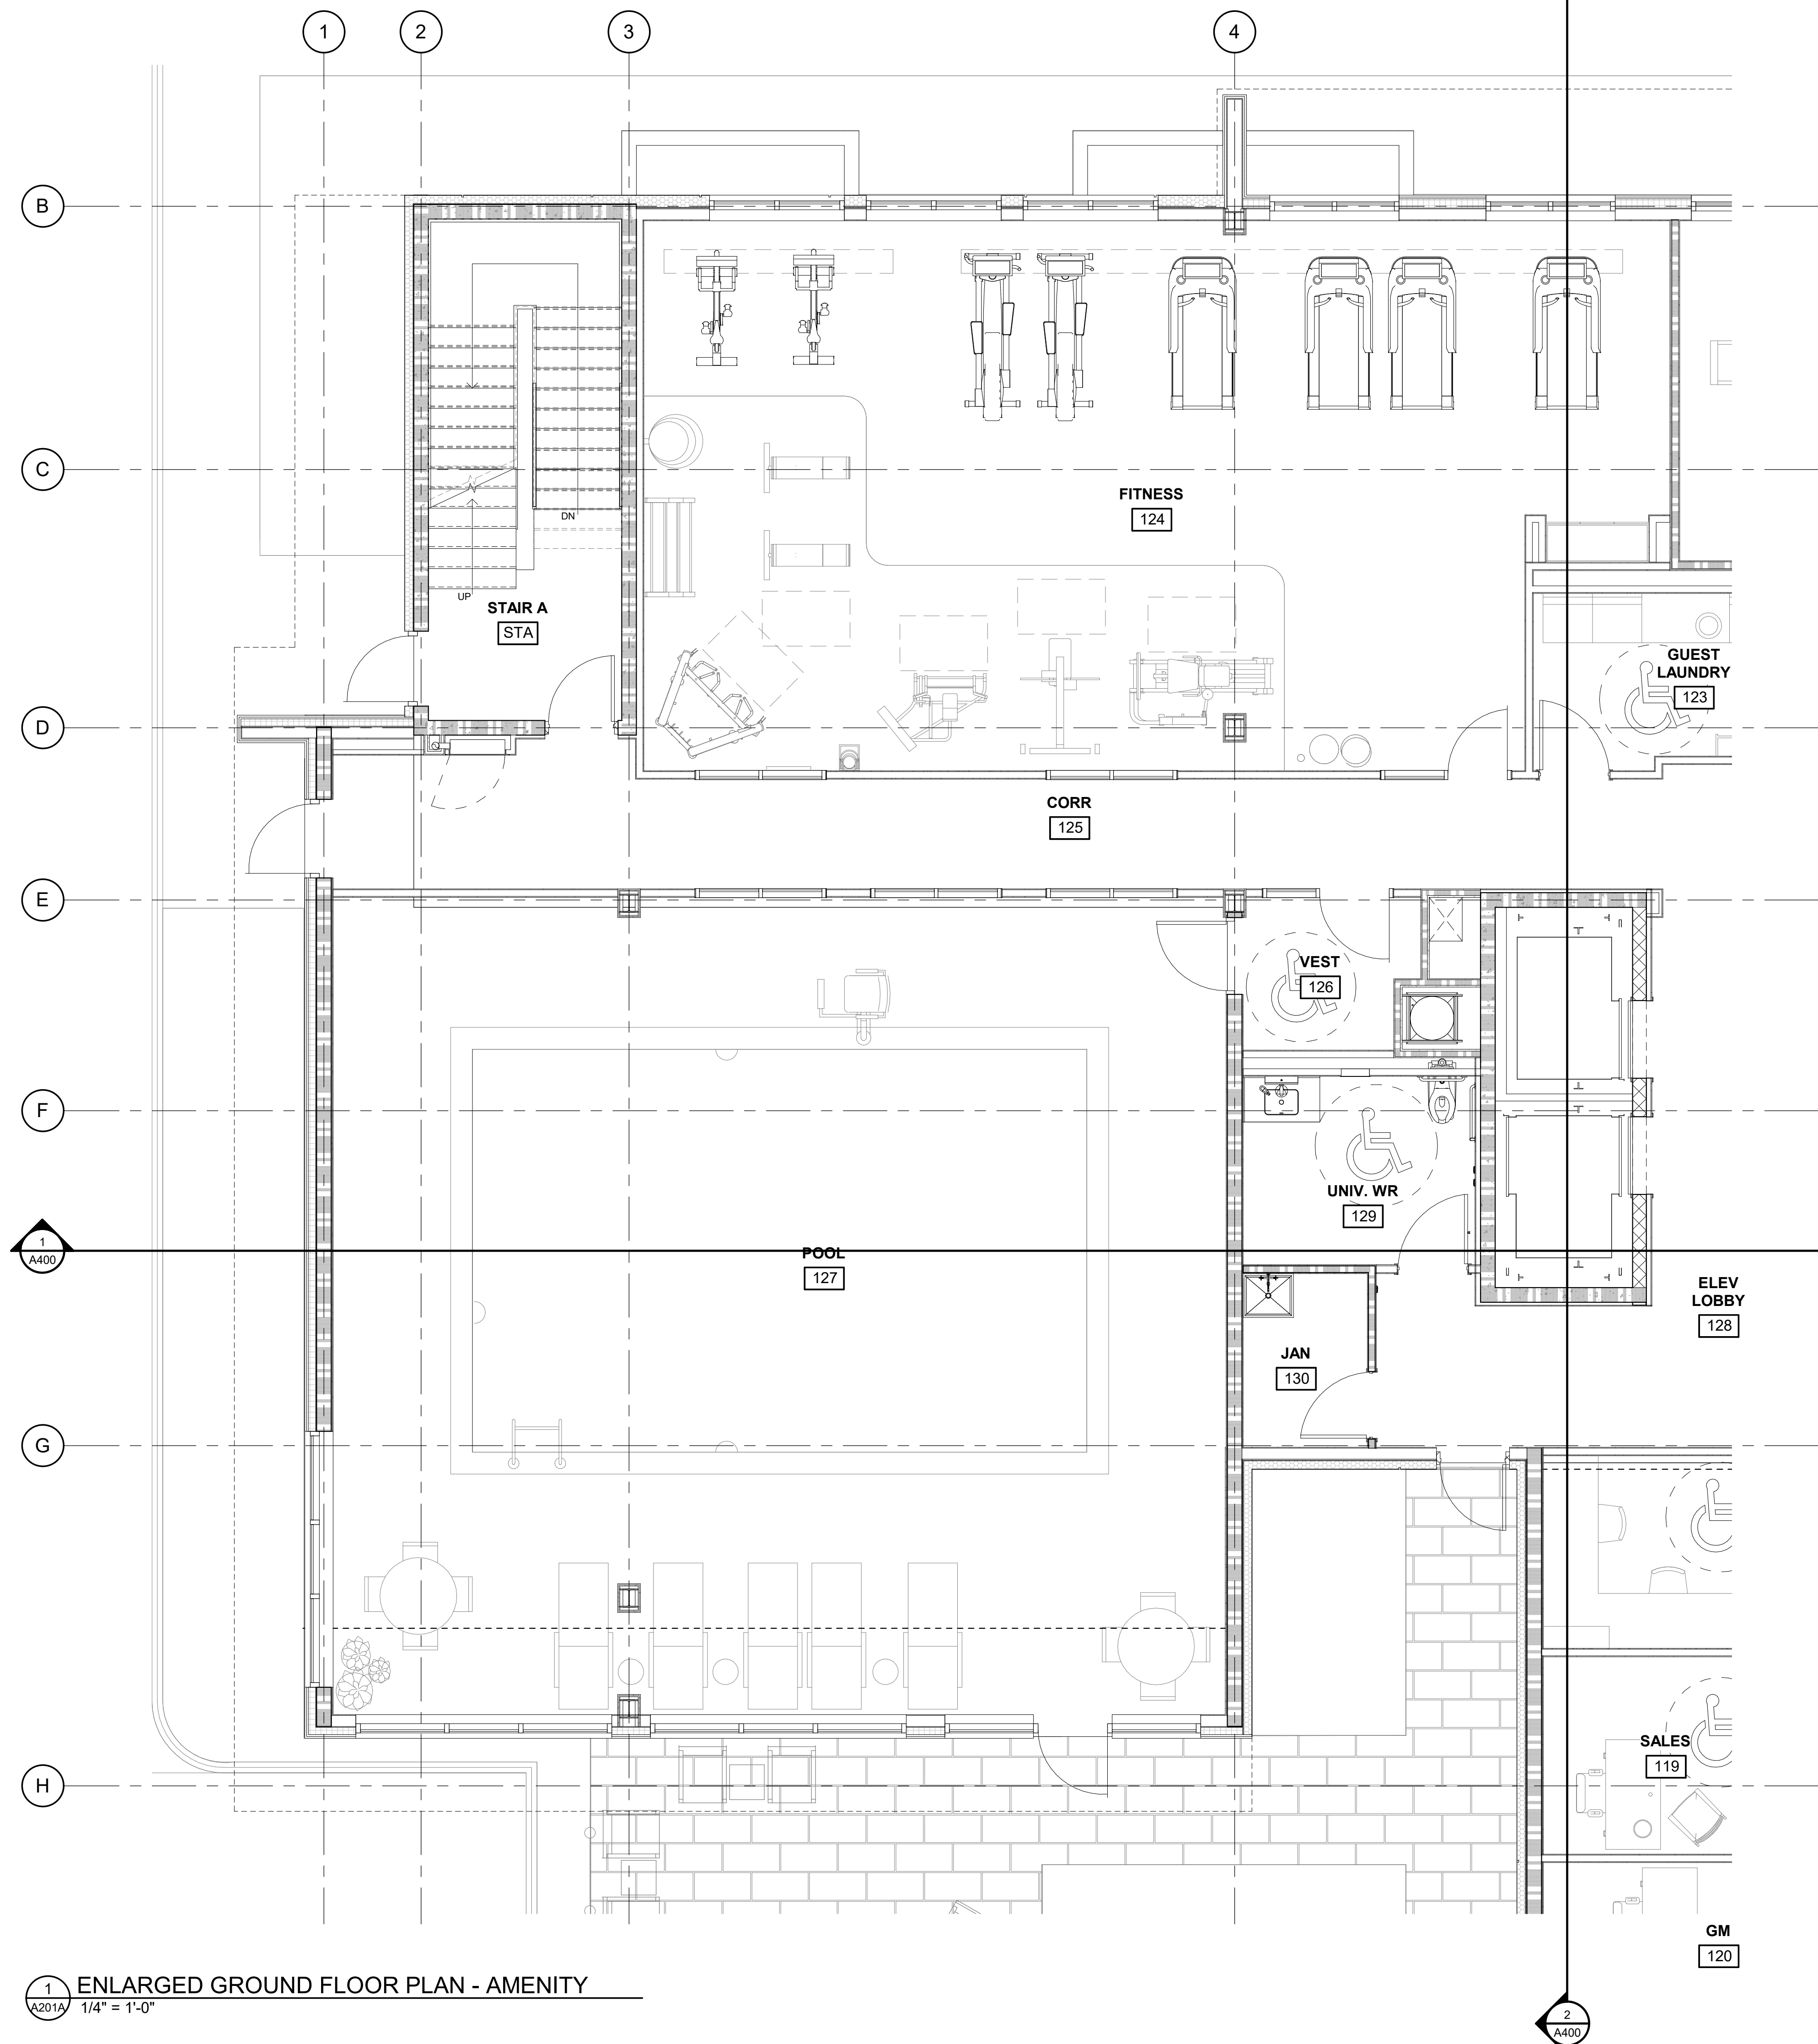 1
2
3
4
B
C
FITNESS
124
DN
UP
STAIR A
STA
GUEST
LAUNDRY
123
D
CORR
125
E
VEST
126
F
UNIV. WR
129
1
A400
POOL
127
ELEV
LOBBY
128
JAN
130
G
SALES
119
H
GM
120
1
A201A
ENLARGED GROUND FLOOR PLAN - AMENITY
1/4" = 1'-0"
2
A400